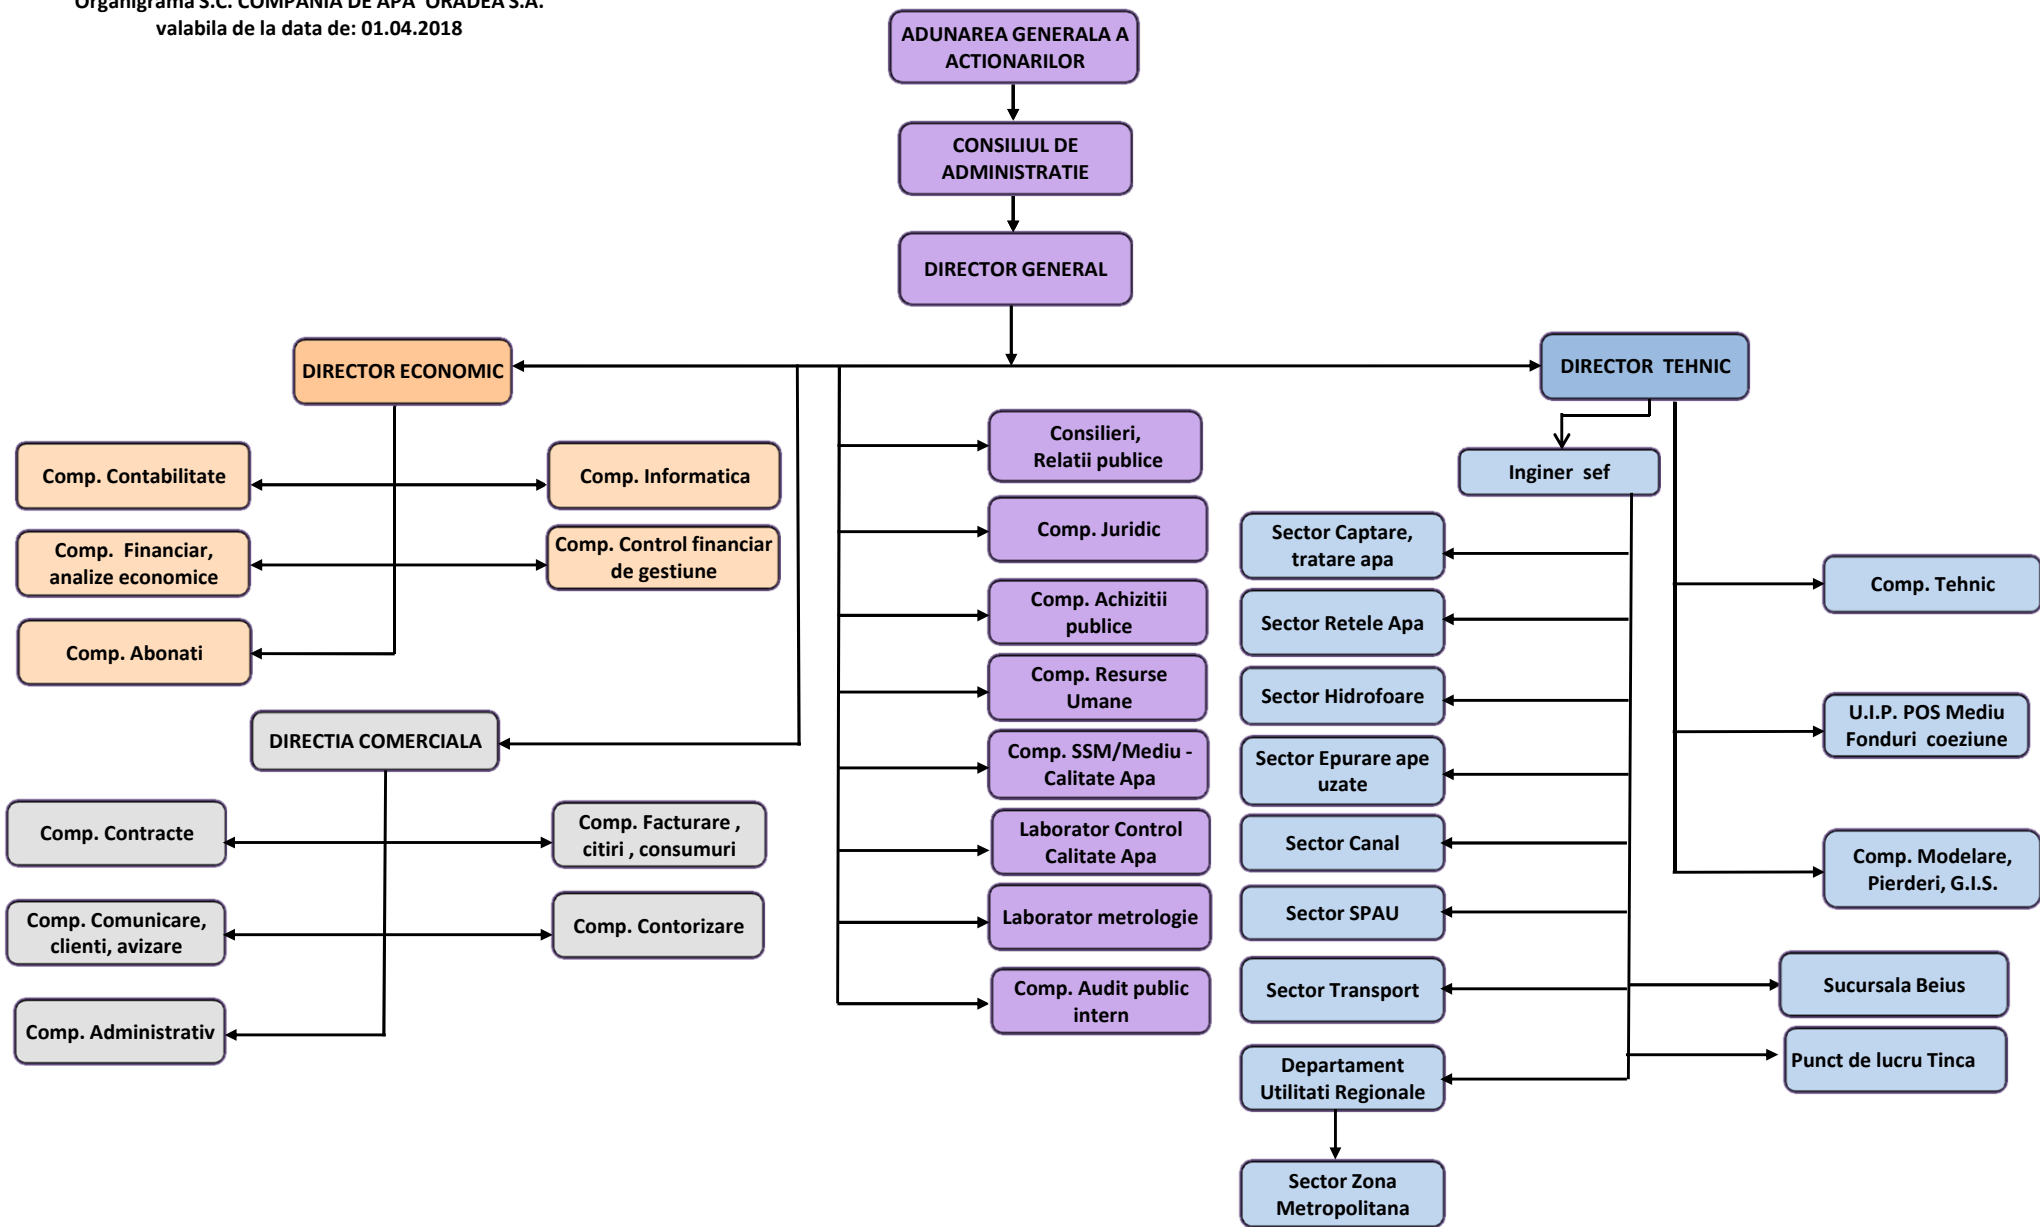 Organigrama S.C. COMPANIA DE APA ORADEA S.A.
valabila de la data de: 01.04.2018
ADUNAREA GENERALA A
ACTIONARILOR
CONSILIUL DE
ADMINISTRATIE
DIRECTOR GENERAL
DIRECTOR ECONOMIC
DIRECTOR TEHNIC
Comp. Contabilitate
Comp. Informatica
Comp. Financiar,
analize economice
Comp. Control financiar
de gestiune
Comp. Abonati
DIRECTIA COMERCIALA
Comp. Contracte
Comp. Facturare ,
citiri , consumuri
Comp. Comunicare,
clienti, avizare
Comp. Contorizare
Comp. Administrativ
Consilieri,
Relatii publice
Comp. Juridic
Comp. Achizitii
publice
Comp. Resurse
Umane
Comp. SSM/Mediu -
Calitate Apa
Laborator Control
Calitate Apa
Laborator metrologie
Comp. Audit public
intern
Inginer sef
Sector Captare,
tratare apa
Sector Retele Apa
Sector Hidrofoare
Sector Epurare ape
uzate
Sector Canal
Sector SPAU
Sector Transport
Departament
Utilitati Regionale
Sector Zona
Metropolitana
Comp. Tehnic
U.I.P. POS Mediu
Fonduri coeziune
Comp. Modelare,
Pierderi, G.I.S.
Sucursala Beius
Punct de lucru Tinca